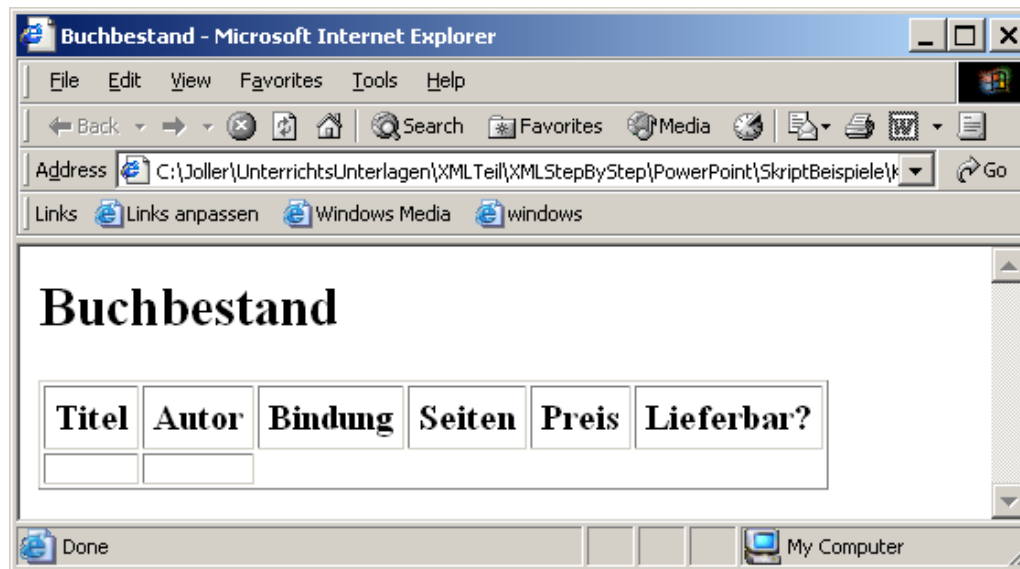 Buchbestand - Microsoft Internet Explorer
File Edit View Favorites Tools Help
Back Search Favorites Media
Address C:\Joller\UnterrichtsUnterlagen\XMLTeil\XMLStepByStep\PowerPoint\SkriptBeispiele\ Go
Links Links anpassen Windows Media windows
Buchbestand
Titel Autor Bindung Seiten Preis Lieferbar?
Done My Computer